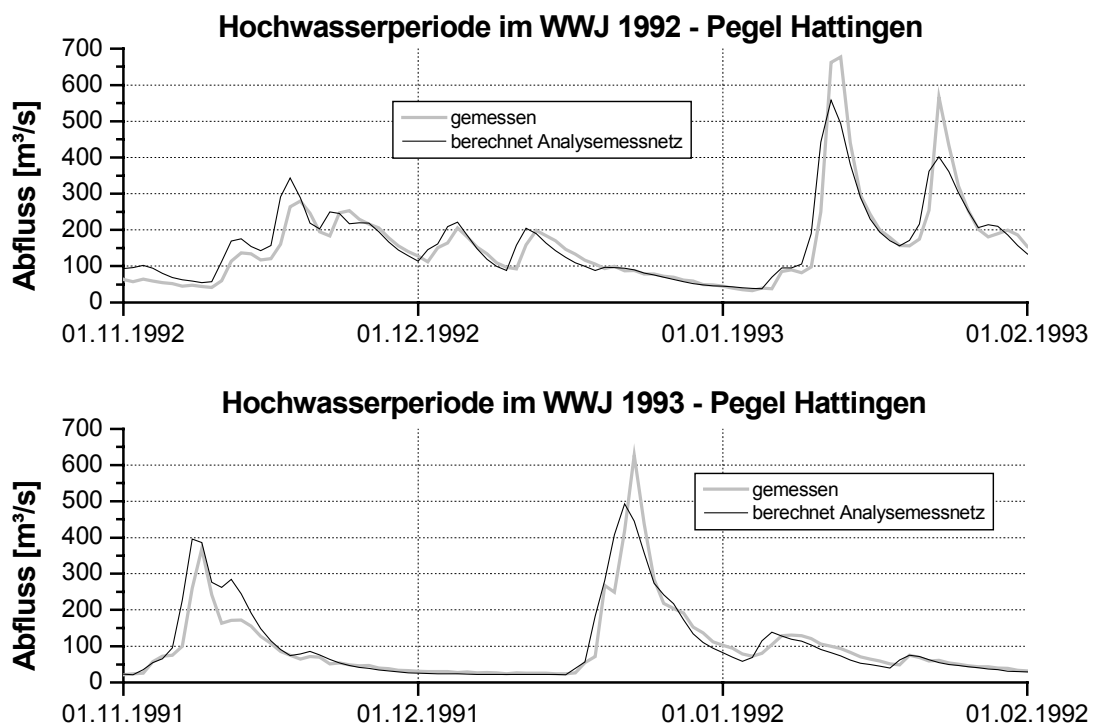 Hochwasserperiode im WWJ 1992 - Pegel Hattingen
Abfluss [m³/s]
700
600
500
400
300
200
100
0
gemessen
berechnet Analysemessnetz
01.11.1992 01.12.1992 01.01.1993 01.02.1993
Hochwasserperiode im WWJ 1993 - Pegel Hattingen
Abfluss [m³/s]
700
600
500
400
300
200
100
0
gemessen
berechnet Analysemessnetz
01.11.1991 01.12.1991 01.01.1992 01.02.1992